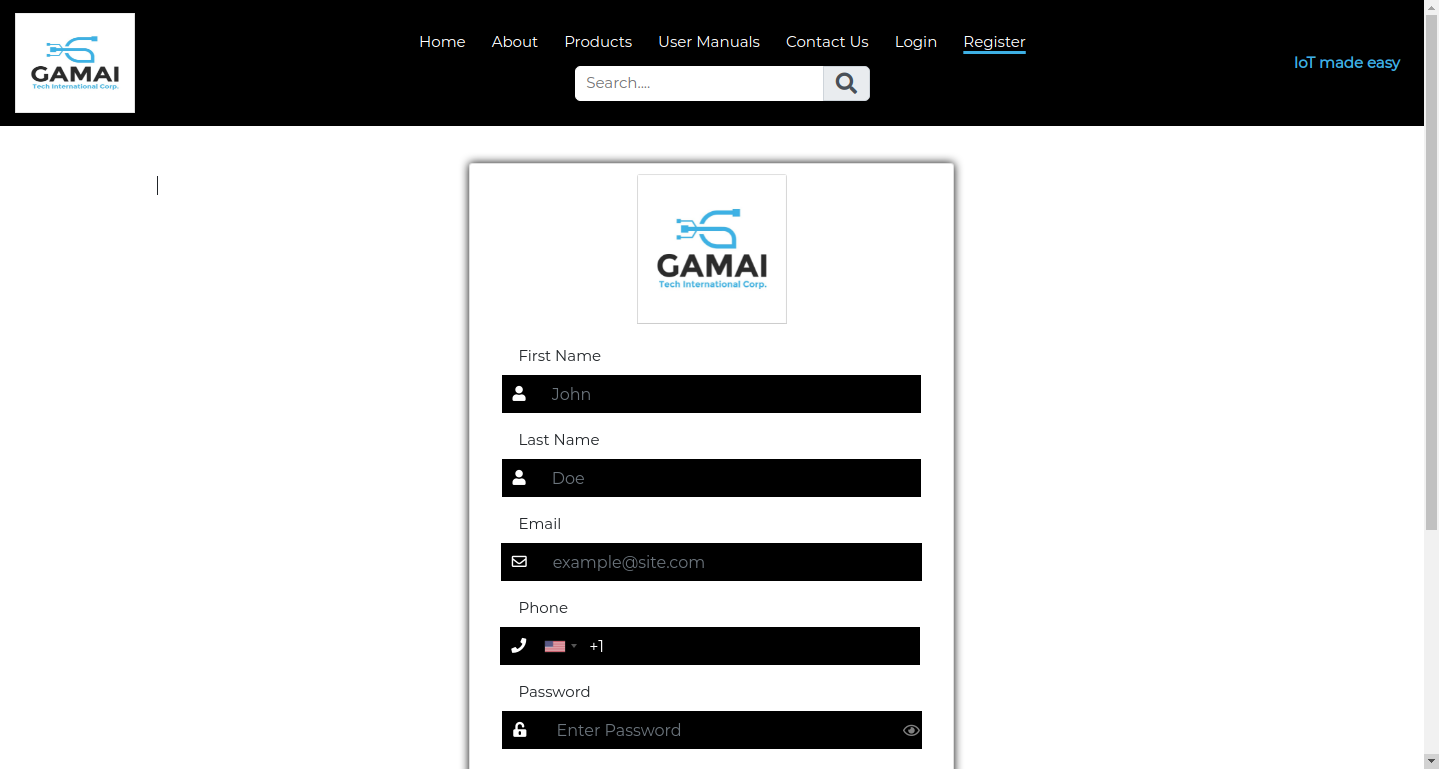 GAMAI
Tech International Corp.
Home About Products User Manuals Contact Us Login Register
Search....
IoT made easy
GAMAI
Tech International Corp.
First Name
John
Last Name
Doe
Email
example@site.com
Phone
+1
Password
Enter Password